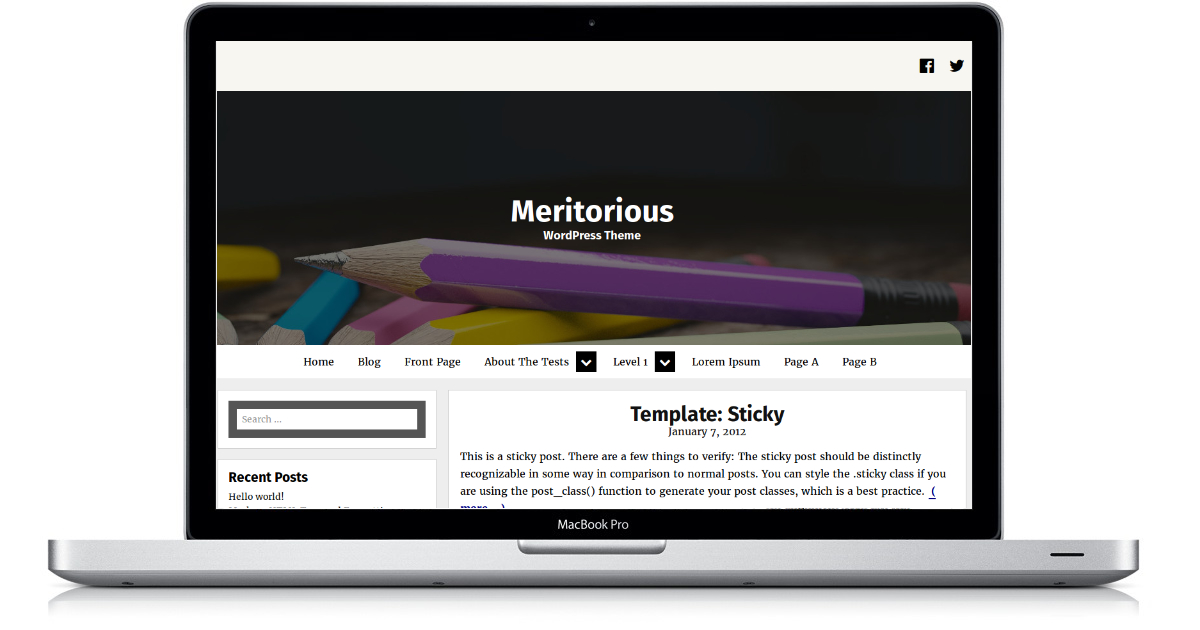 Meritorious
WordPress Theme
Home Blog Front Page About The Tests Level 1 Lorem Ipsum Page A Page B
Search ...
Recent Posts
Hello world!
Template: Sticky
January 7, 2012
This is a sticky post. There are a few things to verify: The sticky post should be distinctly
recognizable in some way in comparison to normal posts. You can style the .sticky class if you
are using the post_class() function to generate your post classes, which is a best practice. (
MacBook Pro